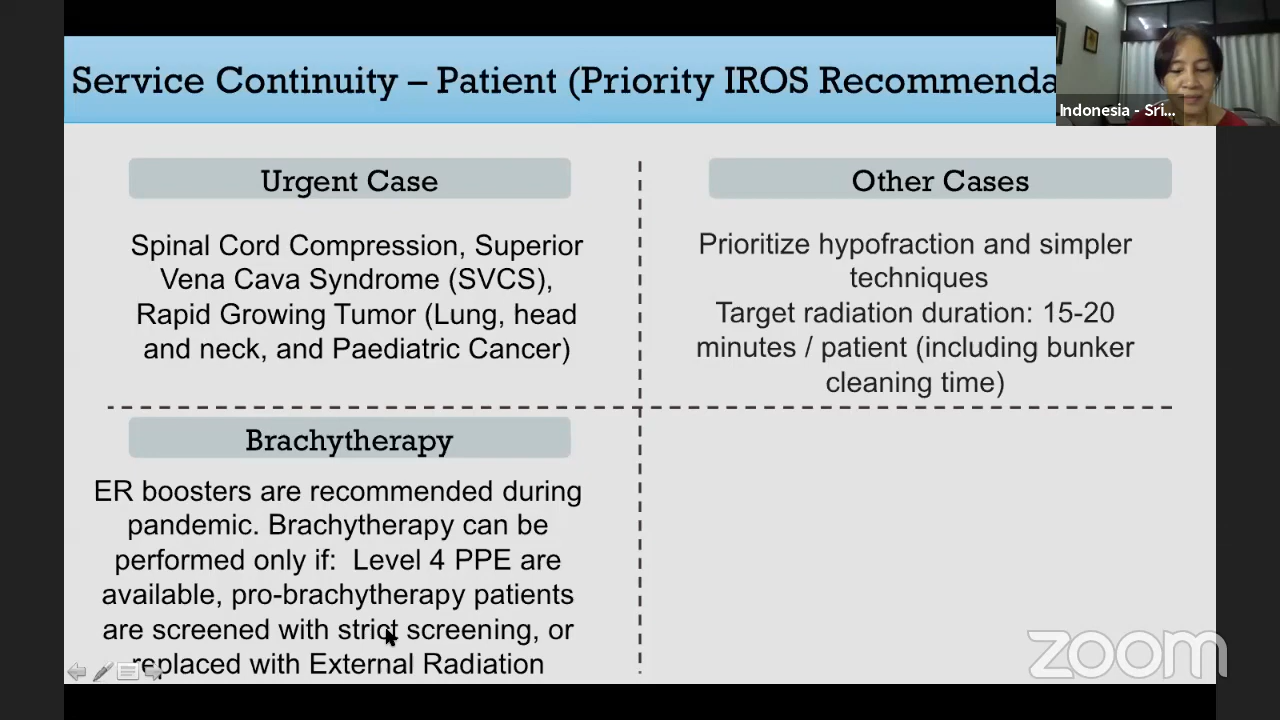 Service Continuity – Patient (Priority IROS Recommenda
Indonesia - Sri...
Urgent Case
Spinal Cord Compression, Superior
Vena Cava Syndrome (SVCS),
Rapid Growing Tumor (Lung, head
and neck, and Paediatric Cancer)
Other Cases
Prioritize hypofraction and simpler
techniques
Target radiation duration: 15-20
minutes / patient (including bunker
cleaning time)
Brachytherapy
ER boosters are recommended during
pandemic. Brachytherapy can be
performed only if: Level 4 PPE are
available, pro-brachytherapy patients
are screened with strict screening, or
replaced with External Radiation
zoom